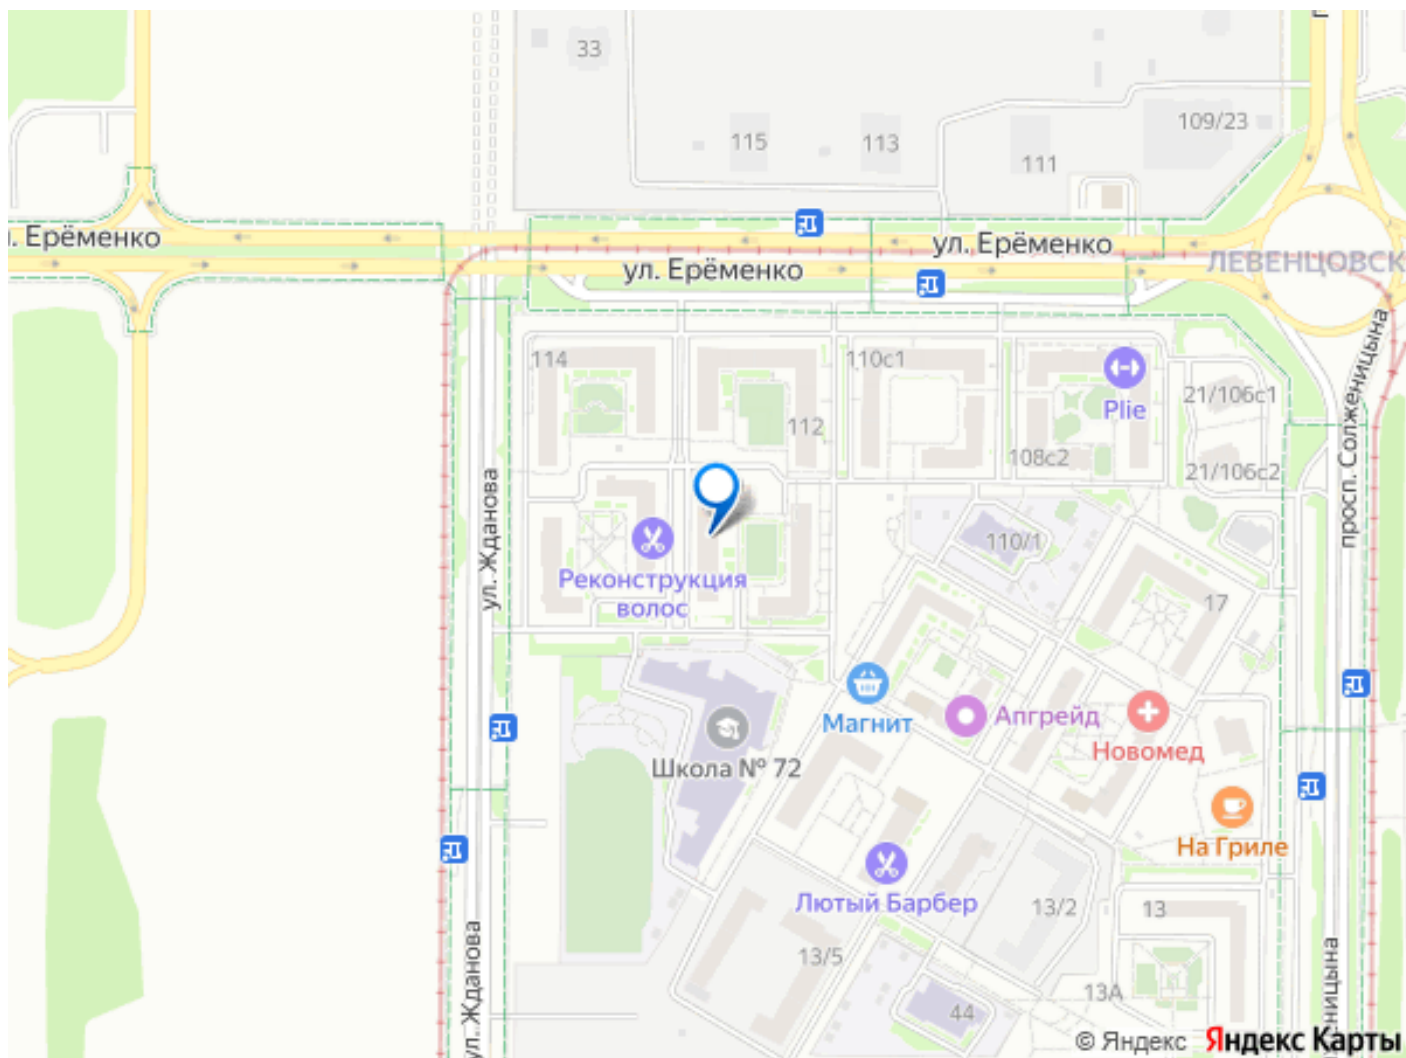 33
109/23
115
113
111
л. Ерёменко
ул. Ерёменко
ул. Ерёменко
ЛЕВЕНЦОВСК
114
110с1
Plie
21/106с1
112
108с2
21/106с2
просп. Солженицына
ул. Жданова
110/1
Реконструкция
волос
17
Магнит
Апгрейд
Новомед
Школа № 72
На Гриле
Лютый Барбер
13/2
13
13/5
ул. Жданова
13А
44
еницына
© Яндекс Яндекс Карты